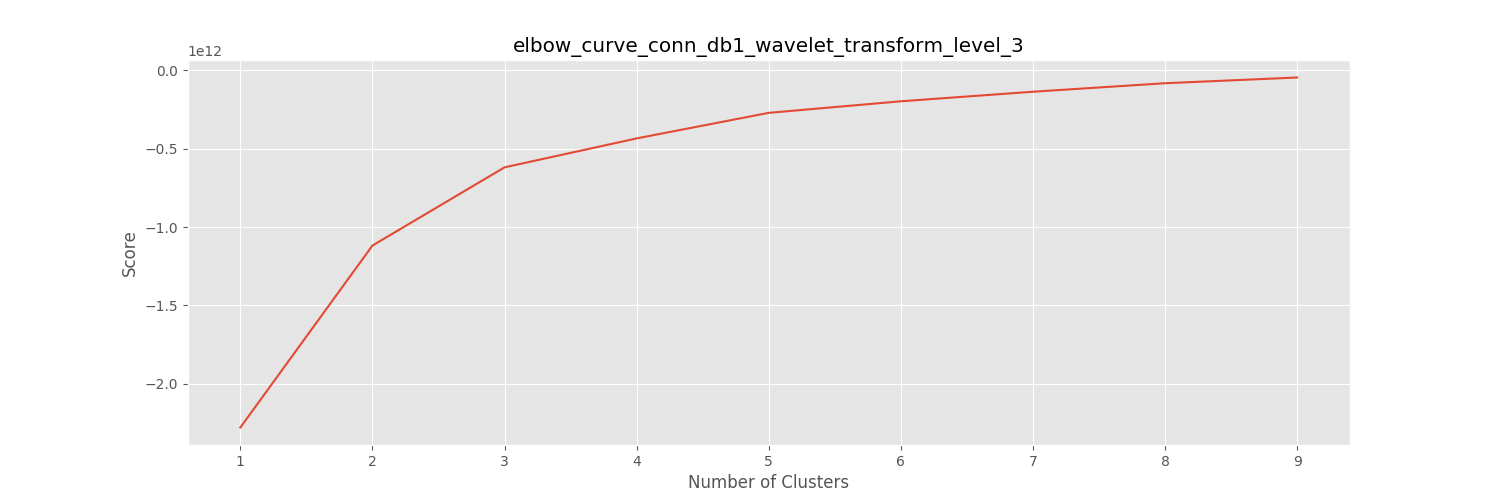 elbow_curve_conn_db1_wavelet_transform_level_3
1e12
0.0
−0.5
−1.0
−1.5
−2.0
Score
1 2 3 4 5 6 7 8 9
Number of Clusters